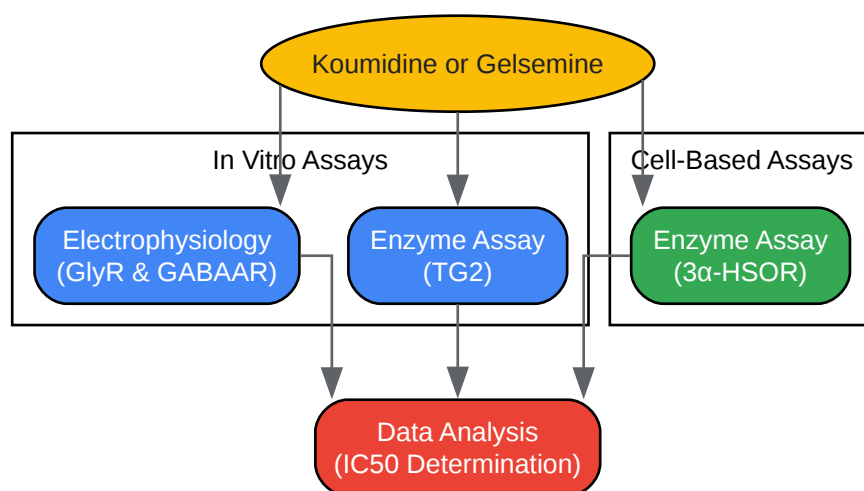 Koumidine or Gelsemine
In Vitro Assays
Cell-Based Assays
Electrophysiology
(GlyR & GABAAR)
Enzyme Assay
(TG2)
Enzyme Assay
(3α-HSOR)
Data Analysis
(IC50 Determination)